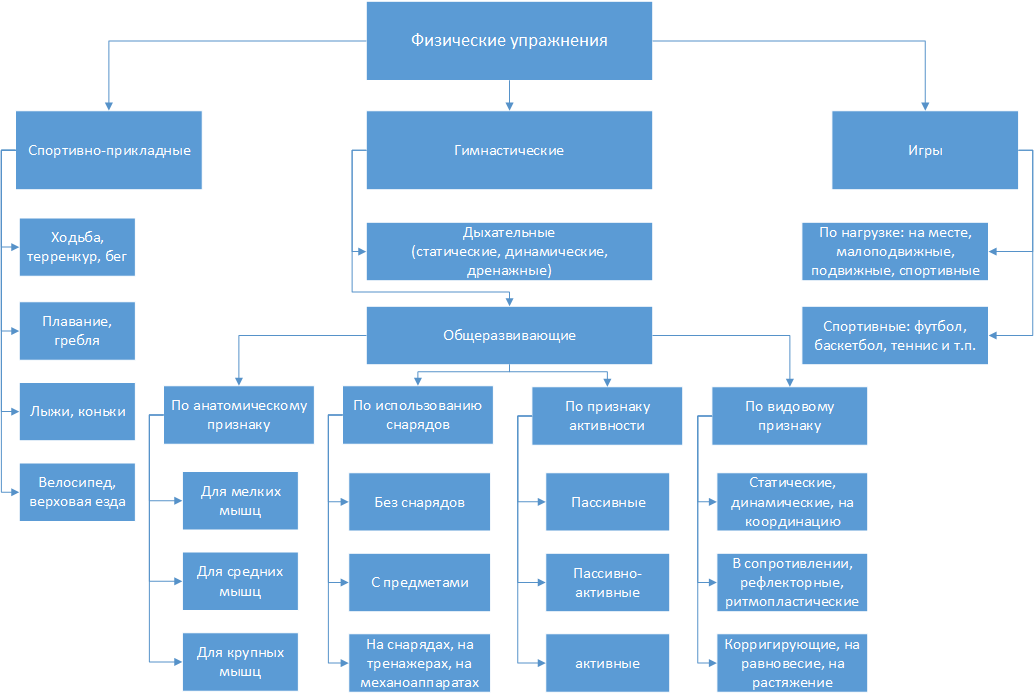 Физические упражнения
Спортивно-прикладные
Гимнастические
Игры
Ходьба,
терренкур, бег
Плавание,
гребля
Лыжи, коньки
Велосипед,
верховая езда
Дыхательные
(статические, динамические,
дренажные)
Общеразвивающие
По нагрузке: на месте,
малоподвижные,
подвижные, спортивные
Спортивные: футбол,
баскетбол, теннис и т.п.
По анатомическому
признаку
Для мелких
мышц
Для средних
мышц
Для крупных
мышц
По использованию
снарядов
Без снарядов
С предметами
На снарядах, на
тренажерах, на
механоаппаратах
По признаку
активности
Пассивные
Пассивно-
активные
активные
По видовому
признаку
Статические,
динамические, на
координацию
В сопротивлении,
рефлекторные,
ритмопластические
Корригирующие, на
равновесие, на
растяжение